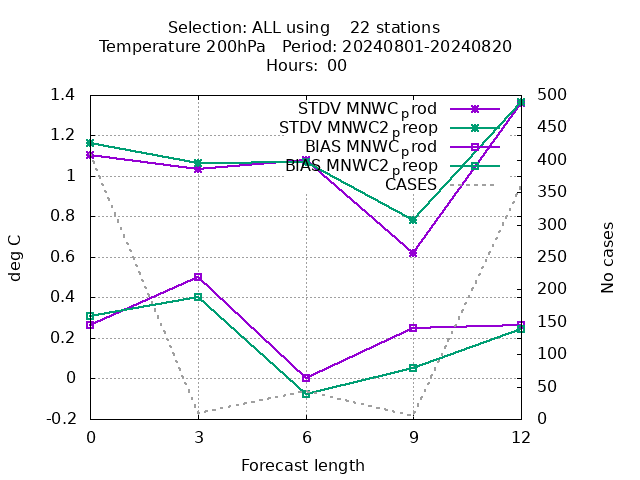 Selection: ALL using 22 stations
Temperature 200hPa Period: 20240801-20240820
Hours: 00
1.4
1.2
1
0.8
0.6
0.4
0.2
0
-0.2
deg C
STDV MNWC_prod
STDV MNWC2_preop
BIAS MNWC_prod
BIAS MNWC2_preop
CASES
500
450
400
350
300
250
200
150
100
50
0
No cases
0 3 6 9 12
Forecast length